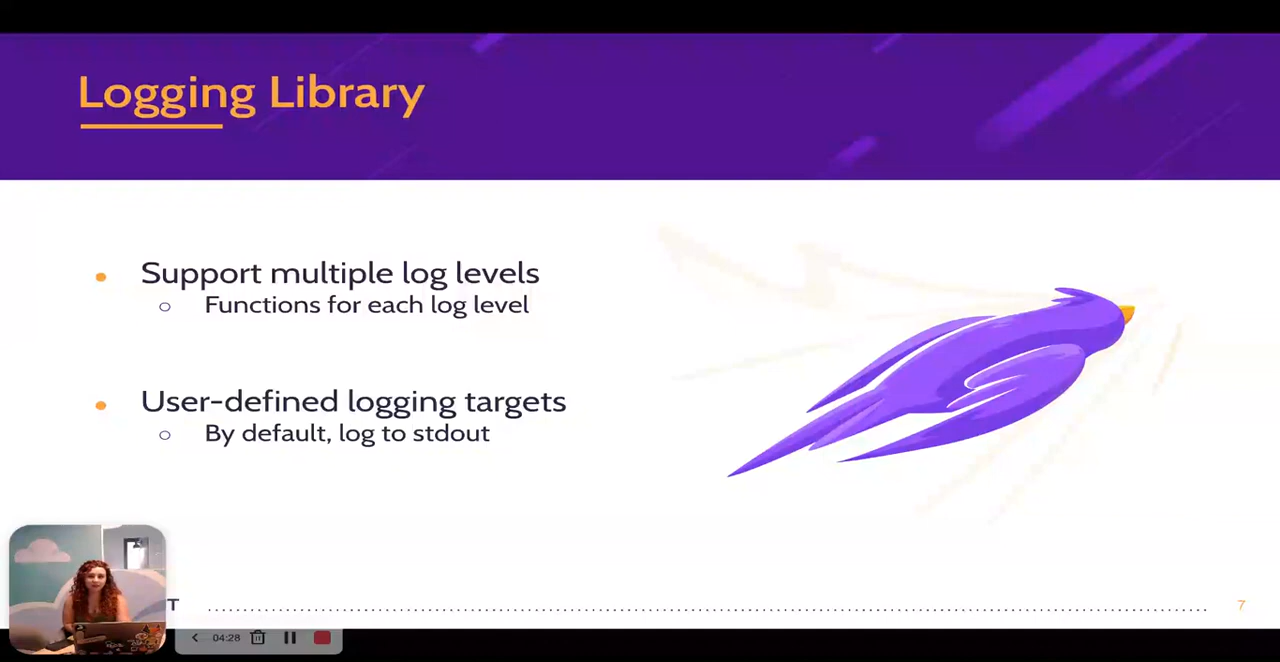 Logging Library
Support multiple log levels
Functions for each log level
User-defined logging targets
By default, log to stdout
T
7
04:28